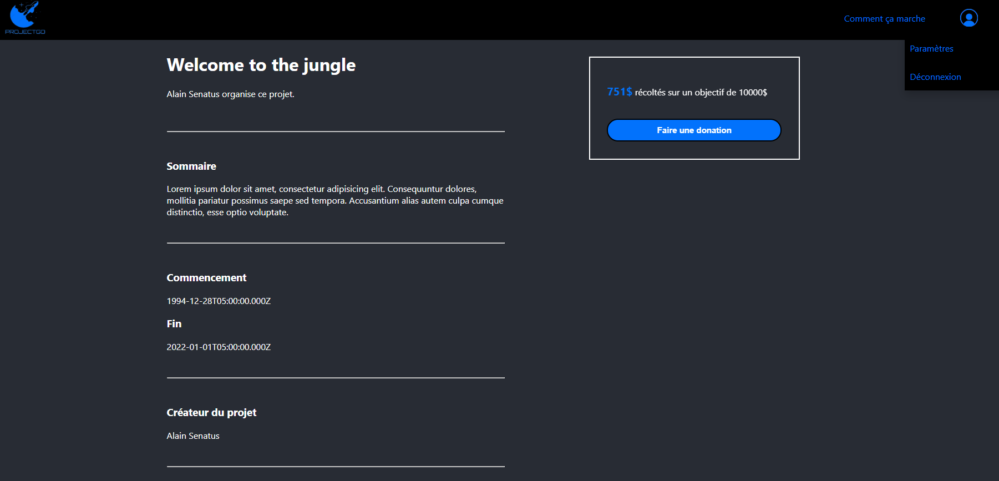 PROJECTGO
Comment ça marche
Paramètres
Déconnexion
Welcome to the jungle
Alain Senatus organise ce projet.
751$ récoltés sur un objectif de 10000$
Faire une donation
Sommaire
Lorem ipsum dolor sit amet, consectetur adipisicing elit. Consequuntur dolores,
mollitia pariatur possimus saepe sed tempora. Accusantium alias autem culpa cumque
distinctio, esse optio voluptate.
Commencement
1994-12-28T05:00:00.000Z
Fin
2022-01-01T05:00:00.000Z
Créateur du projet
Alain Senatus